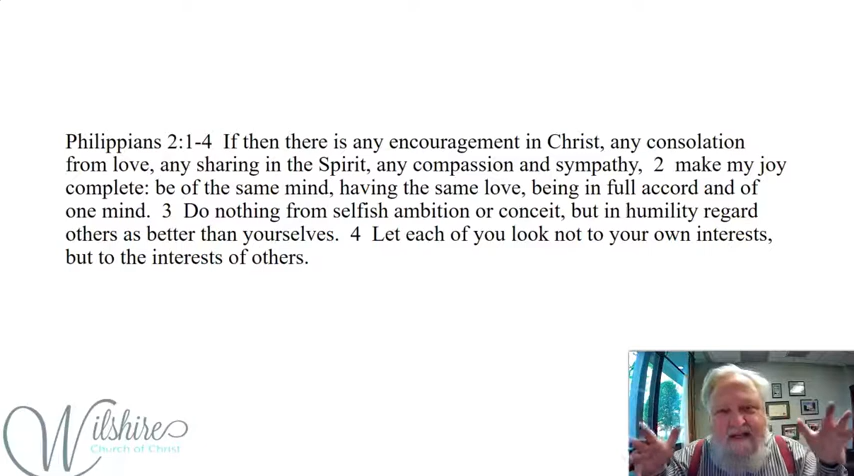 Philippians 2:1-4 If then there is any encouragement in Christ, any consolation
from love, any sharing in the Spirit, any compassion and sympathy, 2 make my joy
complete: be of the same mind, having the same love, being in full accord and of
one mind. 3 Do nothing from selfish ambition or conceit, but in humility regard
others as better than yourselves. 4 Let each of you look not to your own interests,
but to the interests of others.
Wilshire
Church of Christ